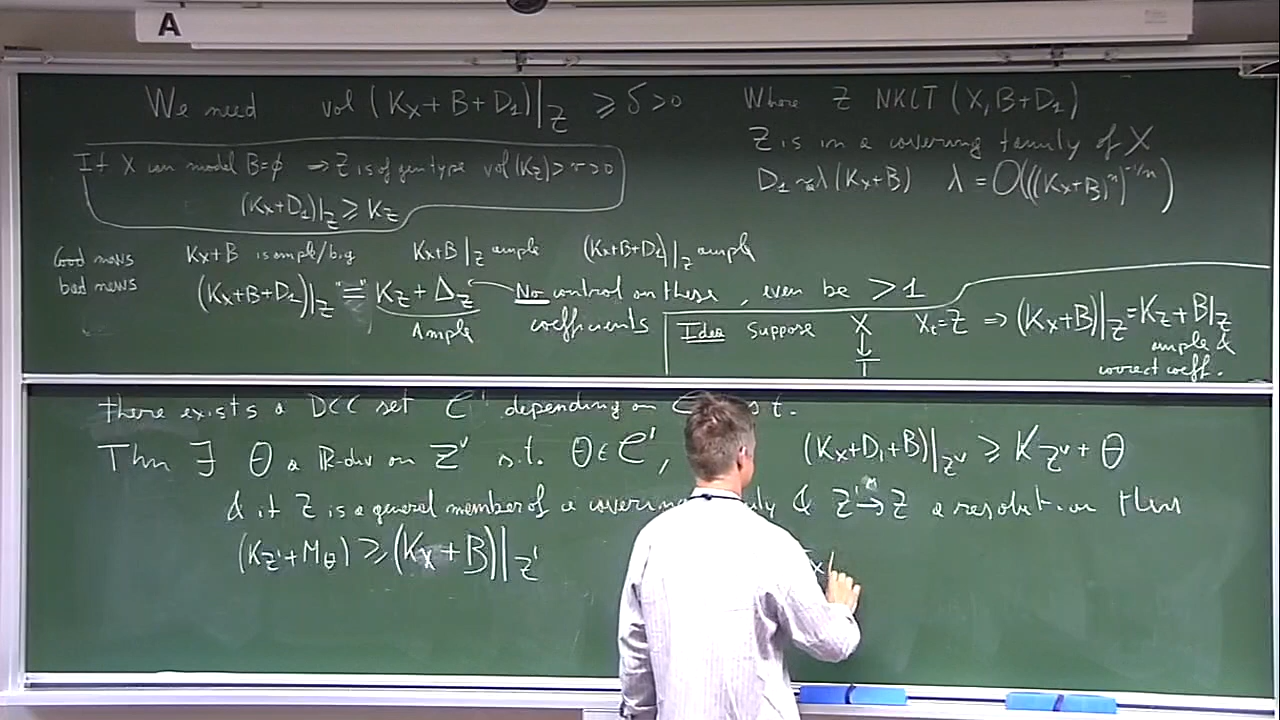 A
We need vol (K_X + B + D_1)|_Z ≥ δ > 0
Where Z NKLT (X, B+D_1)
Z is in a covering family of X
D_1 ~ λ(K_X+B) λ = O(((K_X+B)^n)^{-1/n})
If X can model B=ϕ ⇒ Z is of gen type vol(K_Z) > r > 0
(K_X+D_1)|_Z ≥ K_Z
Good news K_X+B is ample/big K_X+B|_Z ample (K_X+B+D_1)|_Z ample
bad news (K_X+B+D_1)|_Z "=" K_Z + Δ_Z No control on these, even be > 1
Ample coefficients
Idea Suppose X ↓ T X_t = Z ⇒ (K_X+B)|_Z = K_Z + B|_Z
ample &
correct coeff.
there exists a DCC set C' depending on s.t.
Thm ∃ Θ a R-div on Z^ν s.t. Θ ∈ C', (K_X+D_1+B)|_{Z^ν} ≥ K_{Z^ν} + Θ
& if Z is a general member of a covering & Z' → Z a resolution then
(K_{Z'} + M_Θ) ≥ (K_X + B)|_{Z'}